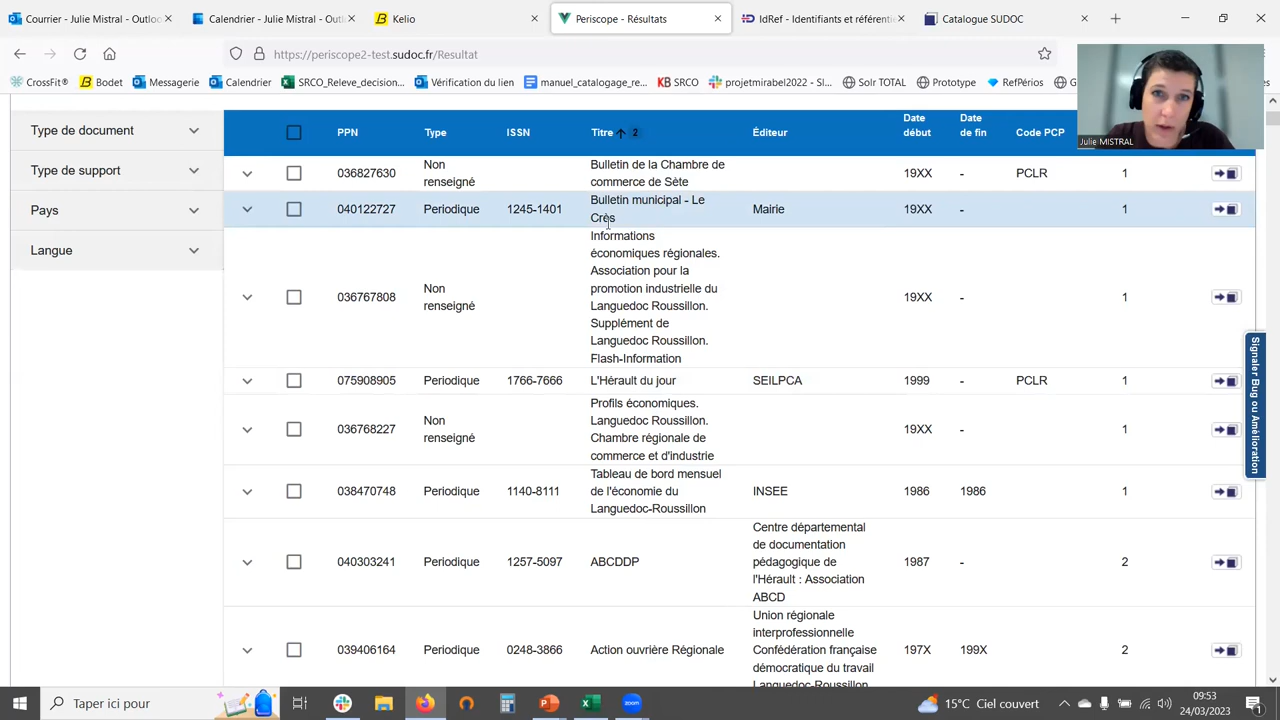 Courrier - Julie Mistral - Outloo
Calendrier - Julie Mistral - Outl
Kelio
Periscope - Résultats
IdRef - Identifiants et référenti
Catalogue SUDOC
https://periscope2-test.sudoc.fr/Resultat
CrossFit®
Bodet
Messagerie
Calendrier
SRCO_Releve_decision...
Vérification du lien
manuel_catalogage_re...
KB SRCO
projetmirabel2022 - Sl...
Solr TOTAL
Prototype
RefPérios
Julie MISTRAL
Type de document
Type de support
Pays
Langue
PPN Type ISSN Titre 2 Éditeur Date début Date de fin Code PCP
036827630 Non renseigné Bulletin de la Chambre de commerce de Sète 19XX - PCLR 1
040122727 Periodique 1245-1401 Bulletin municipal - Le Crès Mairie 19XX - 1
036767808 Non renseigné Informations économiques régionales. Association pour la promotion industrielle du Languedoc Roussillon. Supplément de Languedoc Roussillon. Flash-Information 19XX - 1
075908905 Periodique 1766-7666 L'Hérault du jour SEILPCA 1999 - PCLR 1
036768227 Non renseigné Profils économiques. Languedoc Roussillon. Chambre régionale de commerce et d'industrie 19XX - 1
038470748 Periodique 1140-8111 Tableau de bord mensuel de l'économie du Languedoc-Roussillon INSEE 1986 1986 1
040303241 Periodique 1257-5097 ABCDDP Centre départemental de documentation pédagogique de l'Hérault : Association ABCD 1987 - 2
039406164 Periodique 0248-3866 Action ouvrière Régionale Union régionale interprofessionnelle Confédération française démocratique du travail Languedoc-Roussillon 197X 199X 2
Signaler Bug ou Amélioration
Taper ici pour
zoom
15°C Ciel couvert
09:53
24/03/2023
1